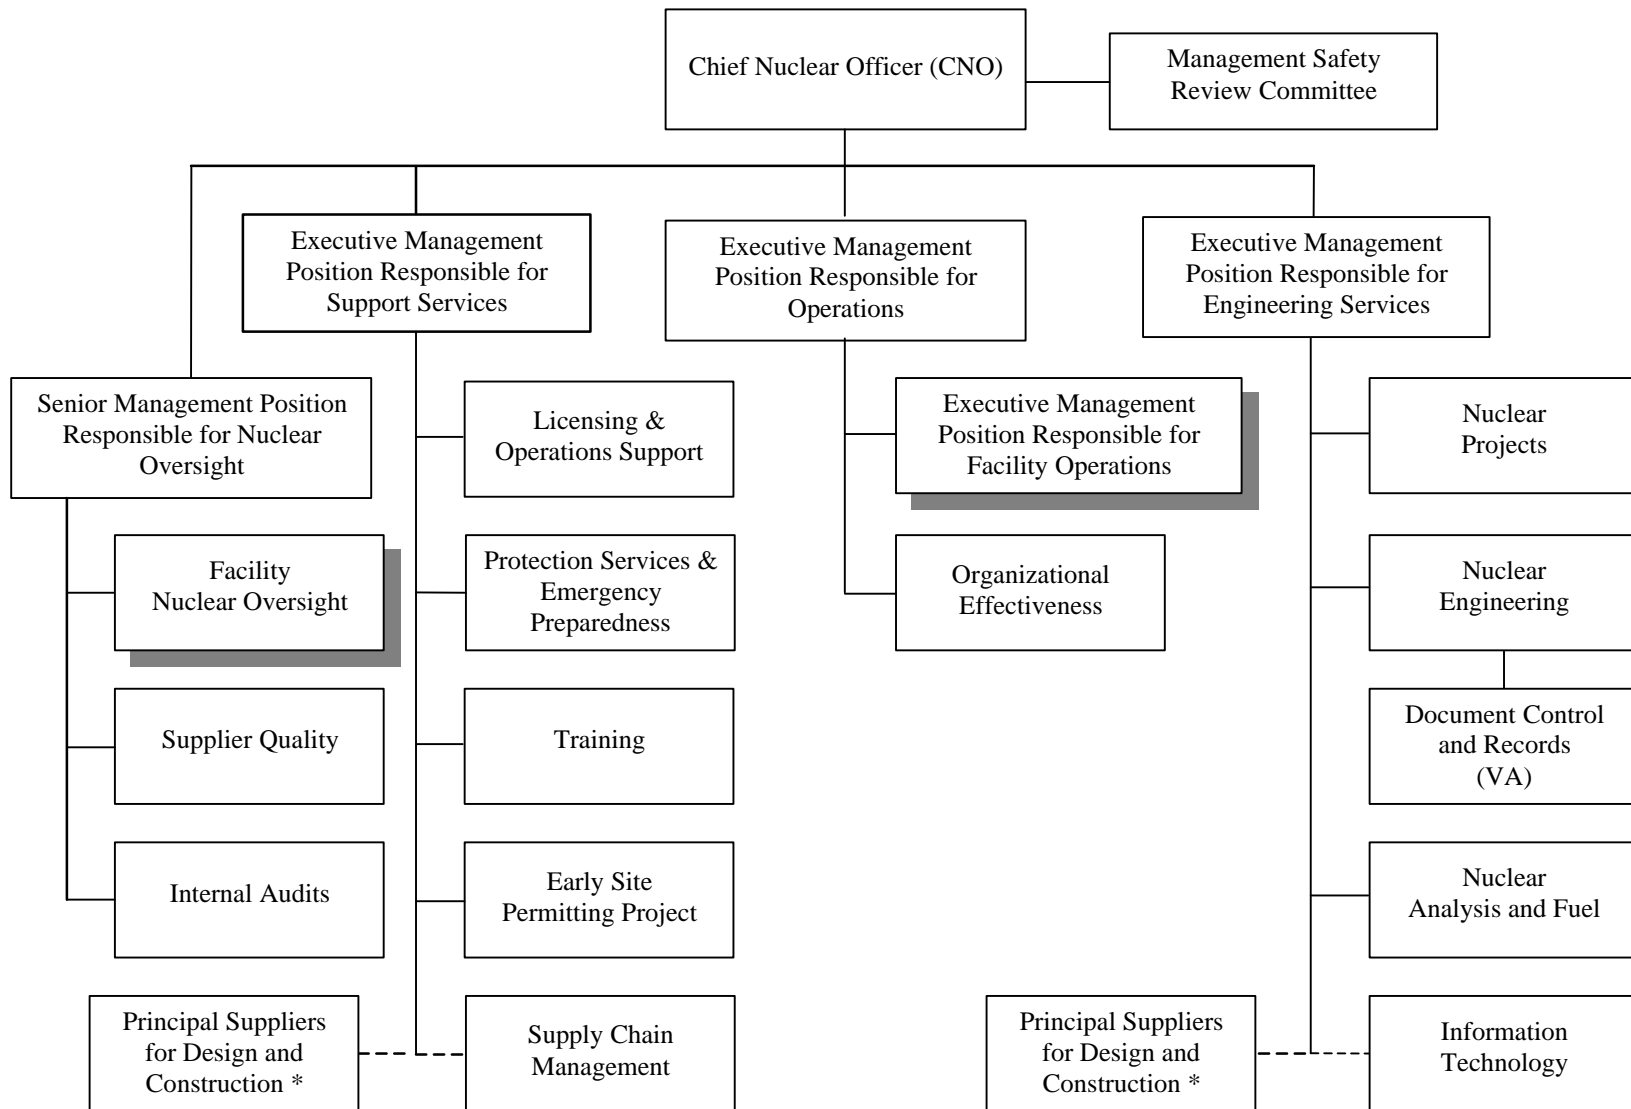 Chief Nuclear Officer (CNO)
Management Safety
Review Committee
Executive Management
Position Responsible for
Support Services
Executive Management
Position Responsible for
Operations
Executive Management
Position Responsible for
Engineering Services
Senior Management Position
Responsible for Nuclear
Oversight
Licensing &
Operations Support
Executive Management
Position Responsible for
Facility Operations
Nuclear
Projects
Facility
Nuclear Oversight
Protection Services &
Emergency
Preparedness
Organizational
Effectiveness
Nuclear
Engineering
Supplier Quality
Training
Document Control
and Records
(VA)
Internal Audits
Early Site
Permitting Project
Nuclear
Analysis and Fuel
Principal Suppliers
for Design and
Construction *
Supply Chain
Management
Principal Suppliers
for Design and
Construction *
Information
Technology